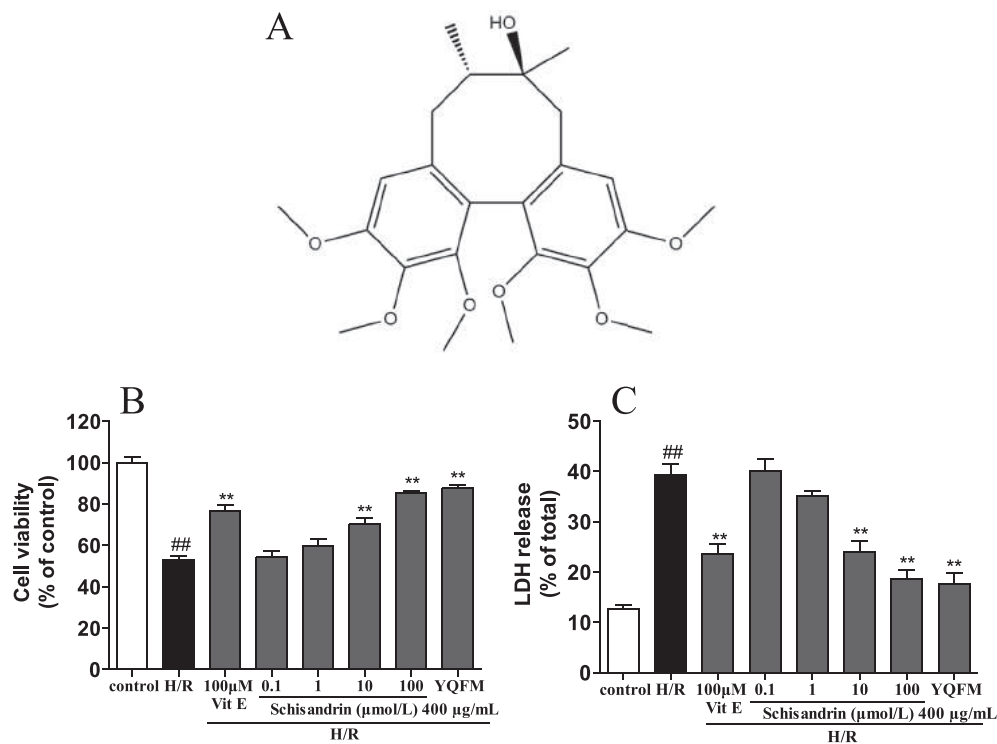 A
HO
O
O
O
O
O
O
B
Cell viability
(% of control)
120
100
80
60
40
20
0
##
**
**
**
**
control H/R 100μM 0.1 1 10 100 YQFM
Vit E Schisandrin (μmol/L) 400 μg/mL
H/R
C
LDH release
(% of total)
50
40
30
20
10
0
##
**
**
**
**
control H/R 100μM 0.1 1 10 100 YQFM
Vit E Schisandrin (μmol/L) 400 μg/mL
H/R